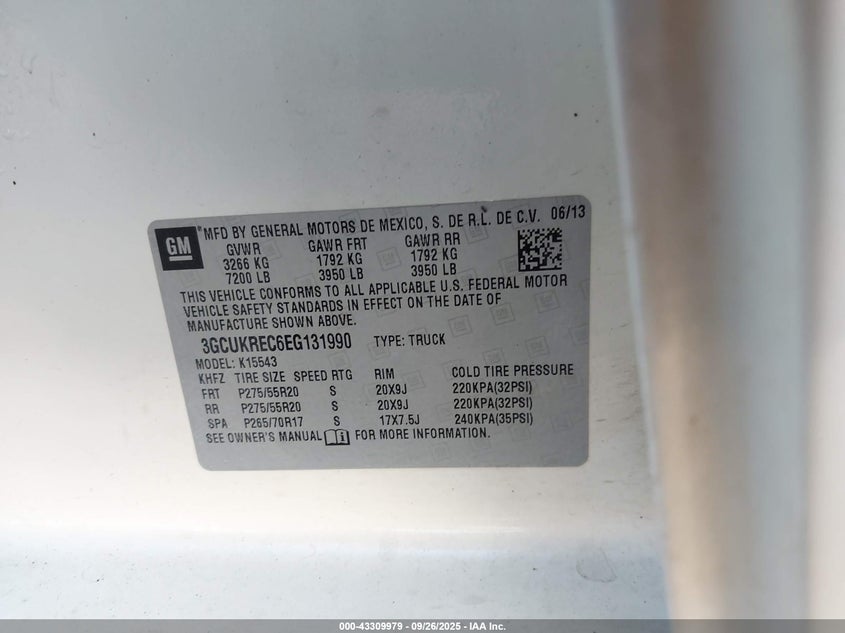 GM
®MFD BY GENERAL MOTORS DE MEXICO, S. DE R.L. DE C.V. 06/13
GVWR GAWR FRT GAWR RR
3266 KG 1792 KG 1792 KG
7200 LB 3950 LB 3950 LB
THIS VEHICLE CONFORMS TO ALL APPLICABLE U.S. FEDERAL MOTOR
VEHICLE SAFETY STANDARDS IN EFFECT ON THE DATE OF
MANUFACTURE SHOWN ABOVE.
3GCUKREC6EG131990 TYPE: TRUCK
MODEL: K15543
KHFZ TIRE SIZE SPEED RTG RIM COLD TIRE PRESSURE
FRT P275/55R20 S 20X9J 220KPA(32PSI)
RR P275/55R20 S 20X9J 220KPA(32PSI)
SPA P265/70R17 S 17X7.5J 240KPA(35PSI)
SEE OWNER'S MANUAL FOR MORE INFORMATION.
000-43309979 - 09/26/2025 - IAA Inc.